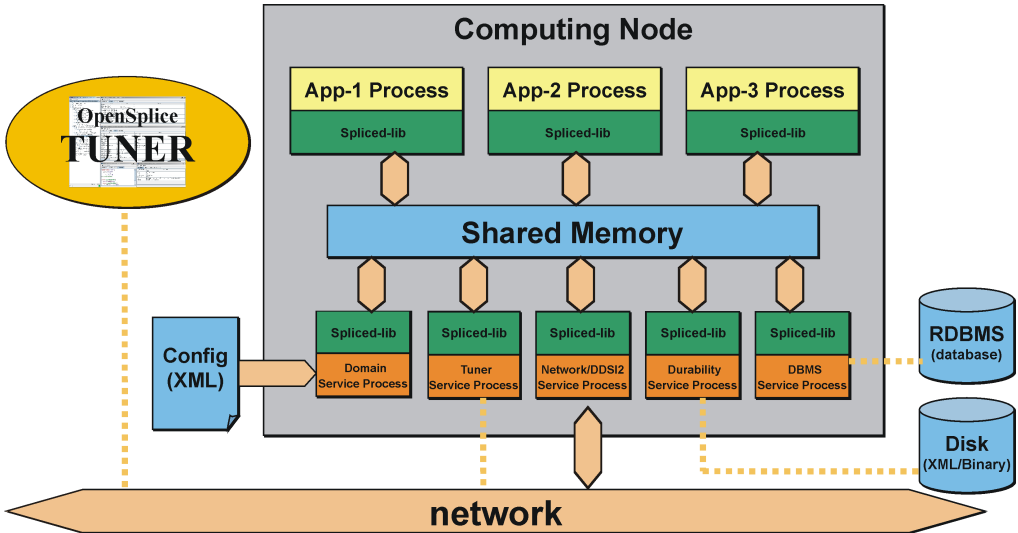 Computing Node
App-1 Process
App-2 Process
App-3 Process
Spliced-lib
Spliced-lib
Spliced-lib
OpenSplice
TUNER
Shared Memory
Spliced-lib
Spliced-lib
Spliced-lib
Spliced-lib
Spliced-lib
Domain
Service Process
Tuner
Service Process
Network/DDSI2
Service Process
Durability
Service Process
DBMS
Service Process
Config
(XML)
RDBMS
(database)
Disk
(XML/Binary)
network